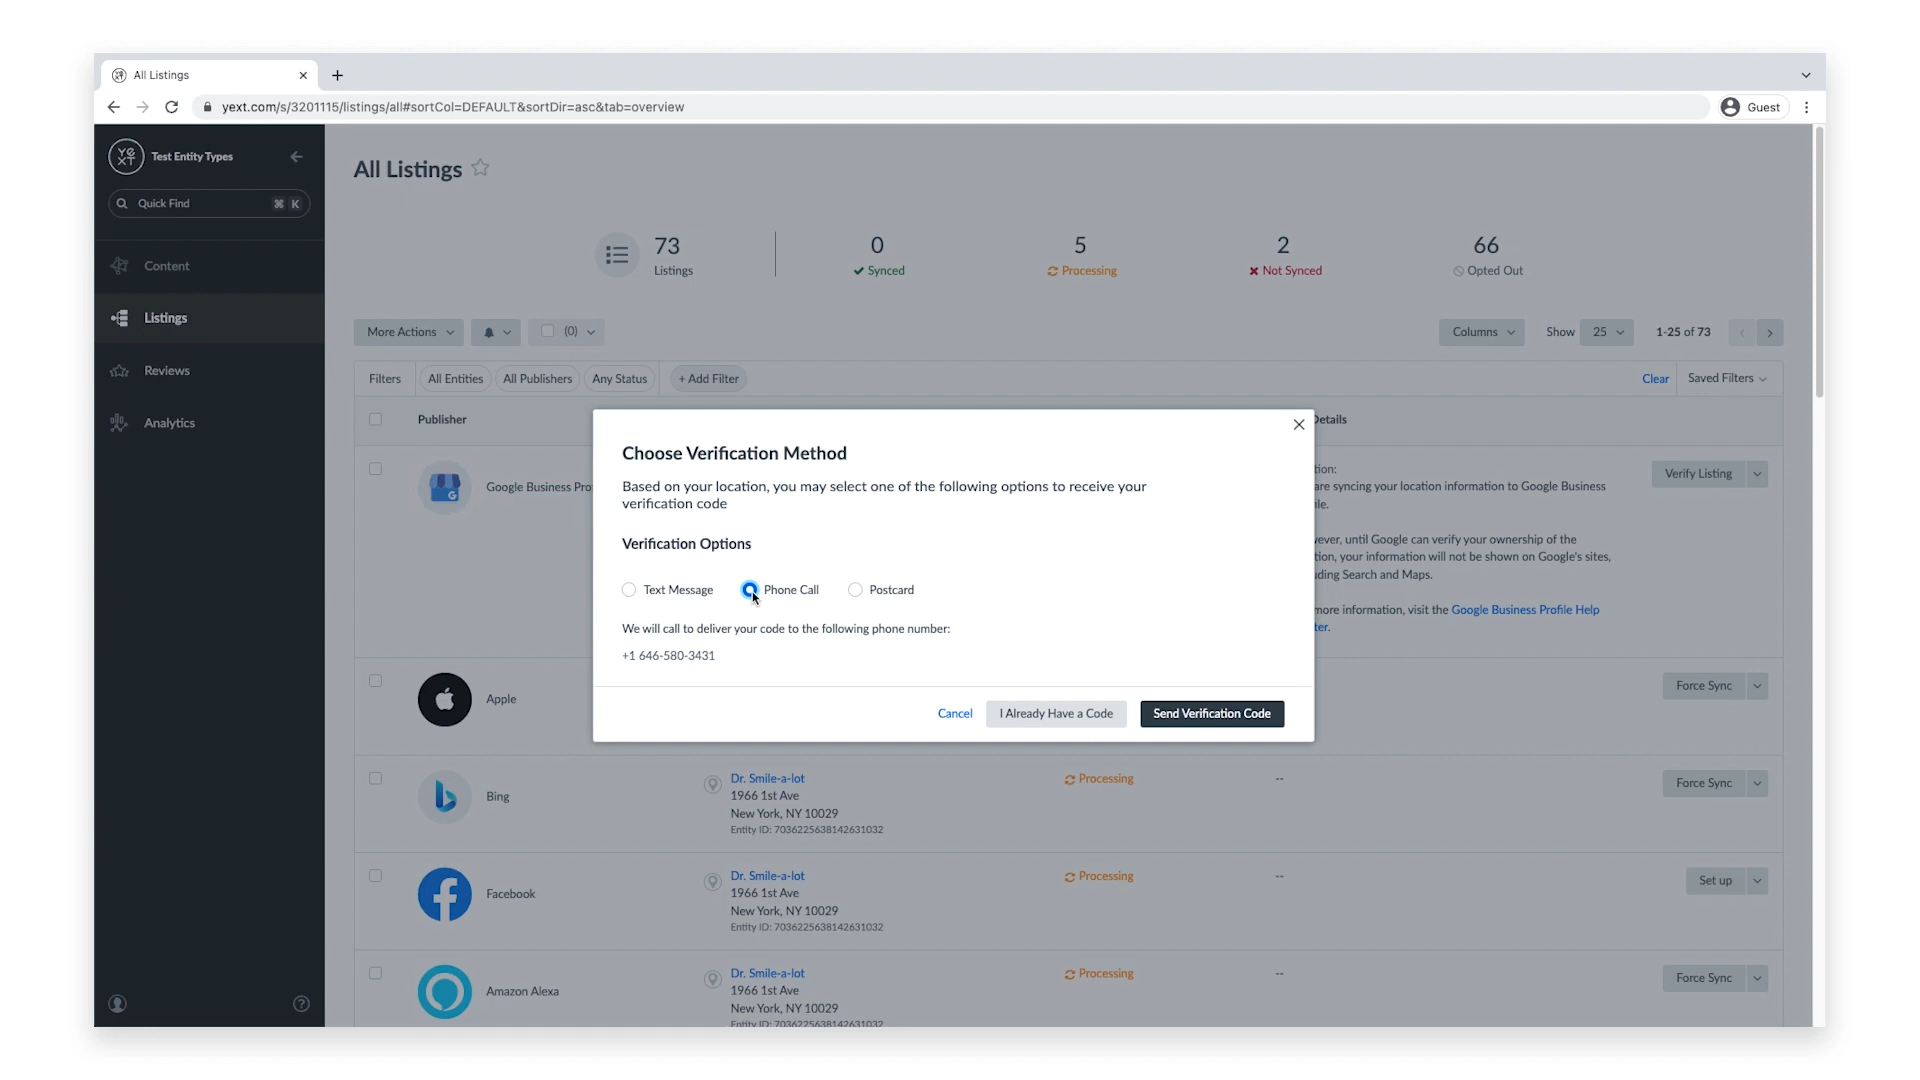 All Listings
yext.com/s/3201115/listings/all#sortCol=DEFAULT&sortDir=asc&tab=overview
Guest
YEXT
Test Entity Types
Quick Find
⌘ K
Content
Listings
Reviews
Analytics
All Listings
73
Listings
0
Synced
5
Processing
2
Not Synced
66
Opted Out
More Actions
(0)
Columns
Show
25
1-25 of 73
Filters
All Entities
All Publishers
Any Status
+ Add Filter
Clear
Saved Filters
Publisher
Details
Google Business Pro
tion:
are syncing your location information to Google Business
ile.
ever, until Google can verify your ownership of the
tion, your information will not be shown on Google's sites,
uding Search and Maps.
more information, visit the Google Business Profile Help
ter.
Verify Listing
Choose Verification Method
Based on your location, you may select one of the following options to receive your
verification code
Verification Options
Text Message
Phone Call
Postcard
We will call to deliver your code to the following phone number:
+1 646-580-3431
Cancel
I Already Have a Code
Send Verification Code
Apple
Force Sync
Bing
Dr. Smile-a-lot
1966 1st Ave
New York, NY 10029
Entity ID: 7036225638142631032
Processing
--
Force Sync
Facebook
Dr. Smile-a-lot
1966 1st Ave
New York, NY 10029
Entity ID: 7036225638142631032
Processing
--
Set up
Amazon Alexa
Dr. Smile-a-lot
1966 1st Ave
New York, NY 10029
Entity ID: 7036225638142631032
Processing
--
Force Sync